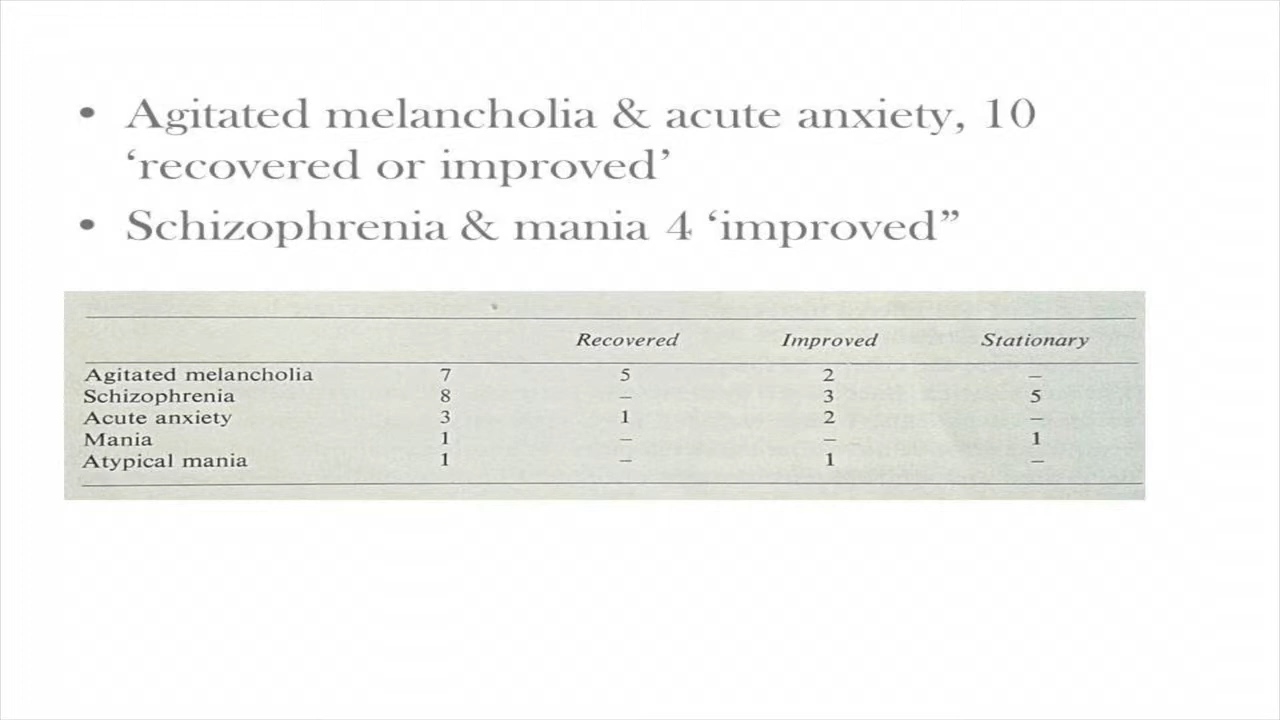 • Agitated melancholia & acute anxiety, 10
‘recovered or improved’
• Schizophrenia & mania 4 ‘improved”
Recovered Improved Stationary
Agitated melancholia 7 5 2 –
Schizophrenia 8 – 3 5
Acute anxiety 3 1 2 –
Mania 1 – – 1
Atypical mania 1 – 1 –